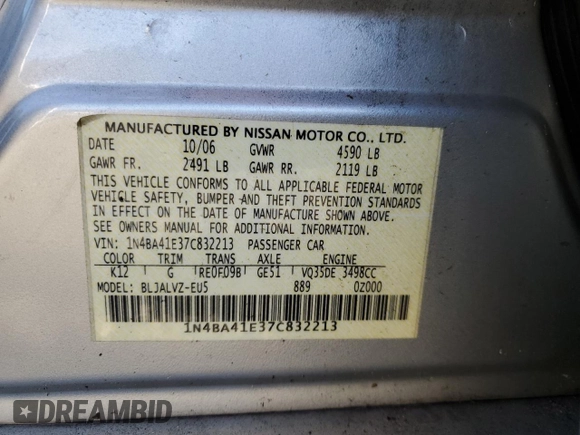 MANUFACTURED BY NISSAN MOTOR CO., LTD.
DATE 10/06 GVWR 4590 LB
GAWR FR. 2491 LB GAWR RR. 2119 LB
THIS VEHICLE CONFORMS TO ALL APPLICABLE FEDERAL MOTOR
VEHICLE SAFETY, BUMPER AND THEFT PREVENTION STANDARDS
IN EFFECT ON THE DATE OF MANUFACTURE SHOWN ABOVE.
SEE OWNERS MANUAL FOR ADDITIONAL INFORMATION.
VIN: 1N4BA41E37C832213 PASSENGER CAR
COLOR TRIM TRANS AXLE ENGINE
K12 G RE0F09B GE51 VQ35DE 3498CC
MODEL: BLJALVZ-EU5 889 0Z000
1N4BA41E37C832213
DREAMBID